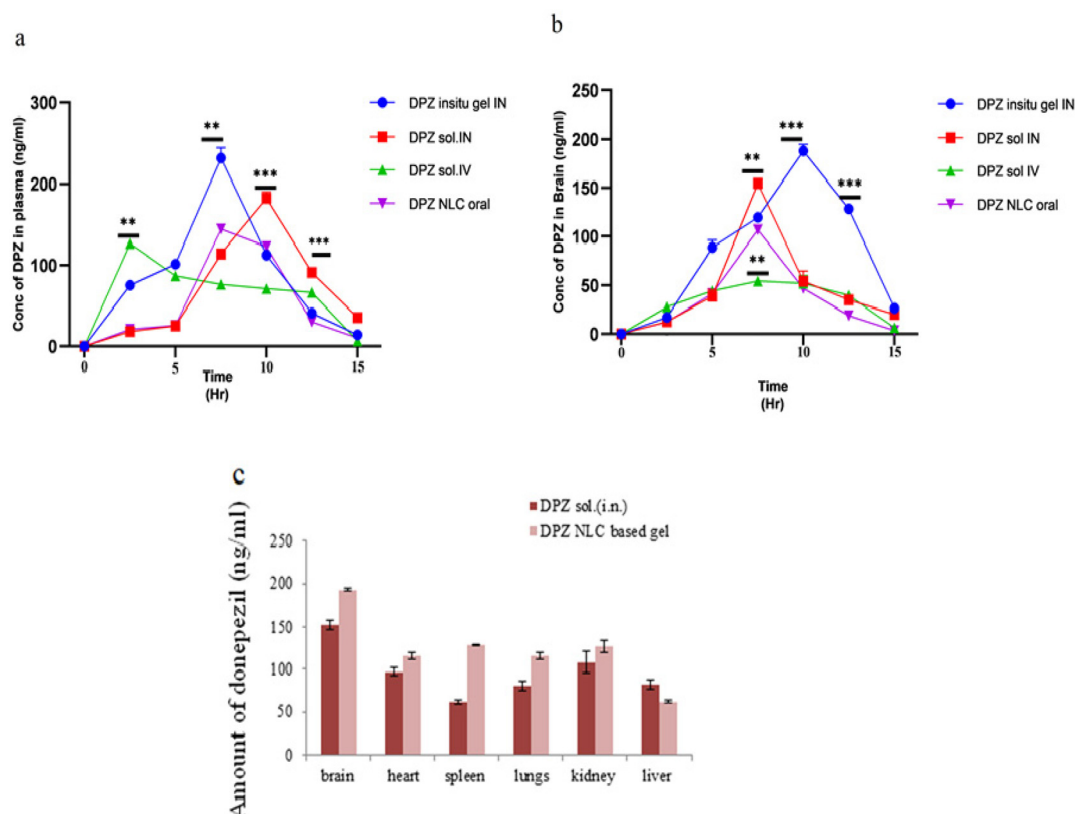 a
300
200
100
0
Conc of DPZ in plasma (ng/ml)
**
**
***
***
0
5
10
15
Time
(Hr)
DPZ insitu gel IN
DPZ sol.IN
DPZ sol.IV
DPZ NLC oral
b
250
200
150
100
50
0
Conc of DPZ in Brain (ng/ml)
***
**
***
**
0
5
10
15
Time
(Hr)
DPZ insitu gel IN
DPZ sol IN
DPZ sol IV
DPZ NLC oral
c
DPZ sol.(i.n.)
DPZ NLC based gel
Amount of donepezil (ng/ml)
250
200
150
100
50
0
brain heart spleen lungs kidney liver